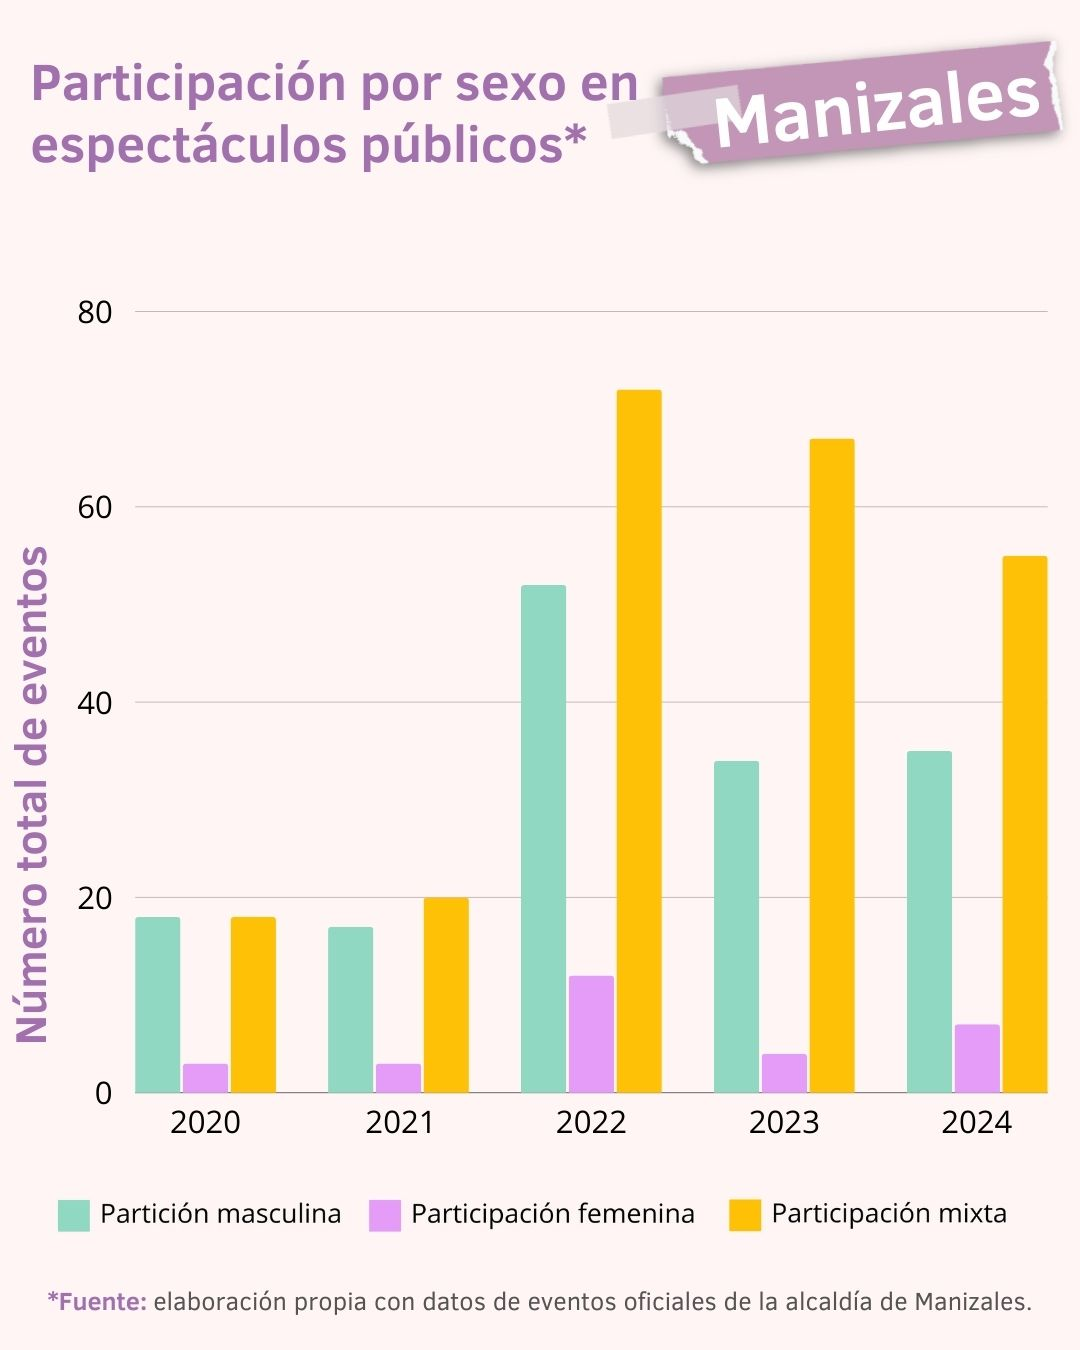 Participación por sexo en
espectáculos públicos*
Manizales
Número total de eventos
80
60
40
20
0
2020 2021 2022 2023 2024
Partición masculina Participación femenina Participación mixta
*Fuente: elaboración propia con datos de eventos oficiales de la alcaldía de Manizales.